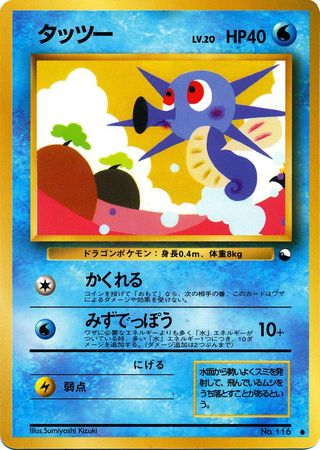 タッツー LV.20 HP40
ドラゴンポケモン：身長0.4m、体重8kg
かくれる
コインを投げて「おもて」なら、次の相手の番、このカードはワザ
によるダメージや効果を受けない。
みずでっぽう 10+
ワザに必要なエネルギーよりも多く「水」エネルギーが
ついている時、多い「水」エネルギー1つにつき、10ダ
メージを追加する。（ダメージ追加は2つぶんまで）
にげる
弱点
水面から勢いよくスミを発
射して、飛んでいるムシを
うち落とすことがあるとい
う。
Illus.Sumiyoshi Kizuki No. 116